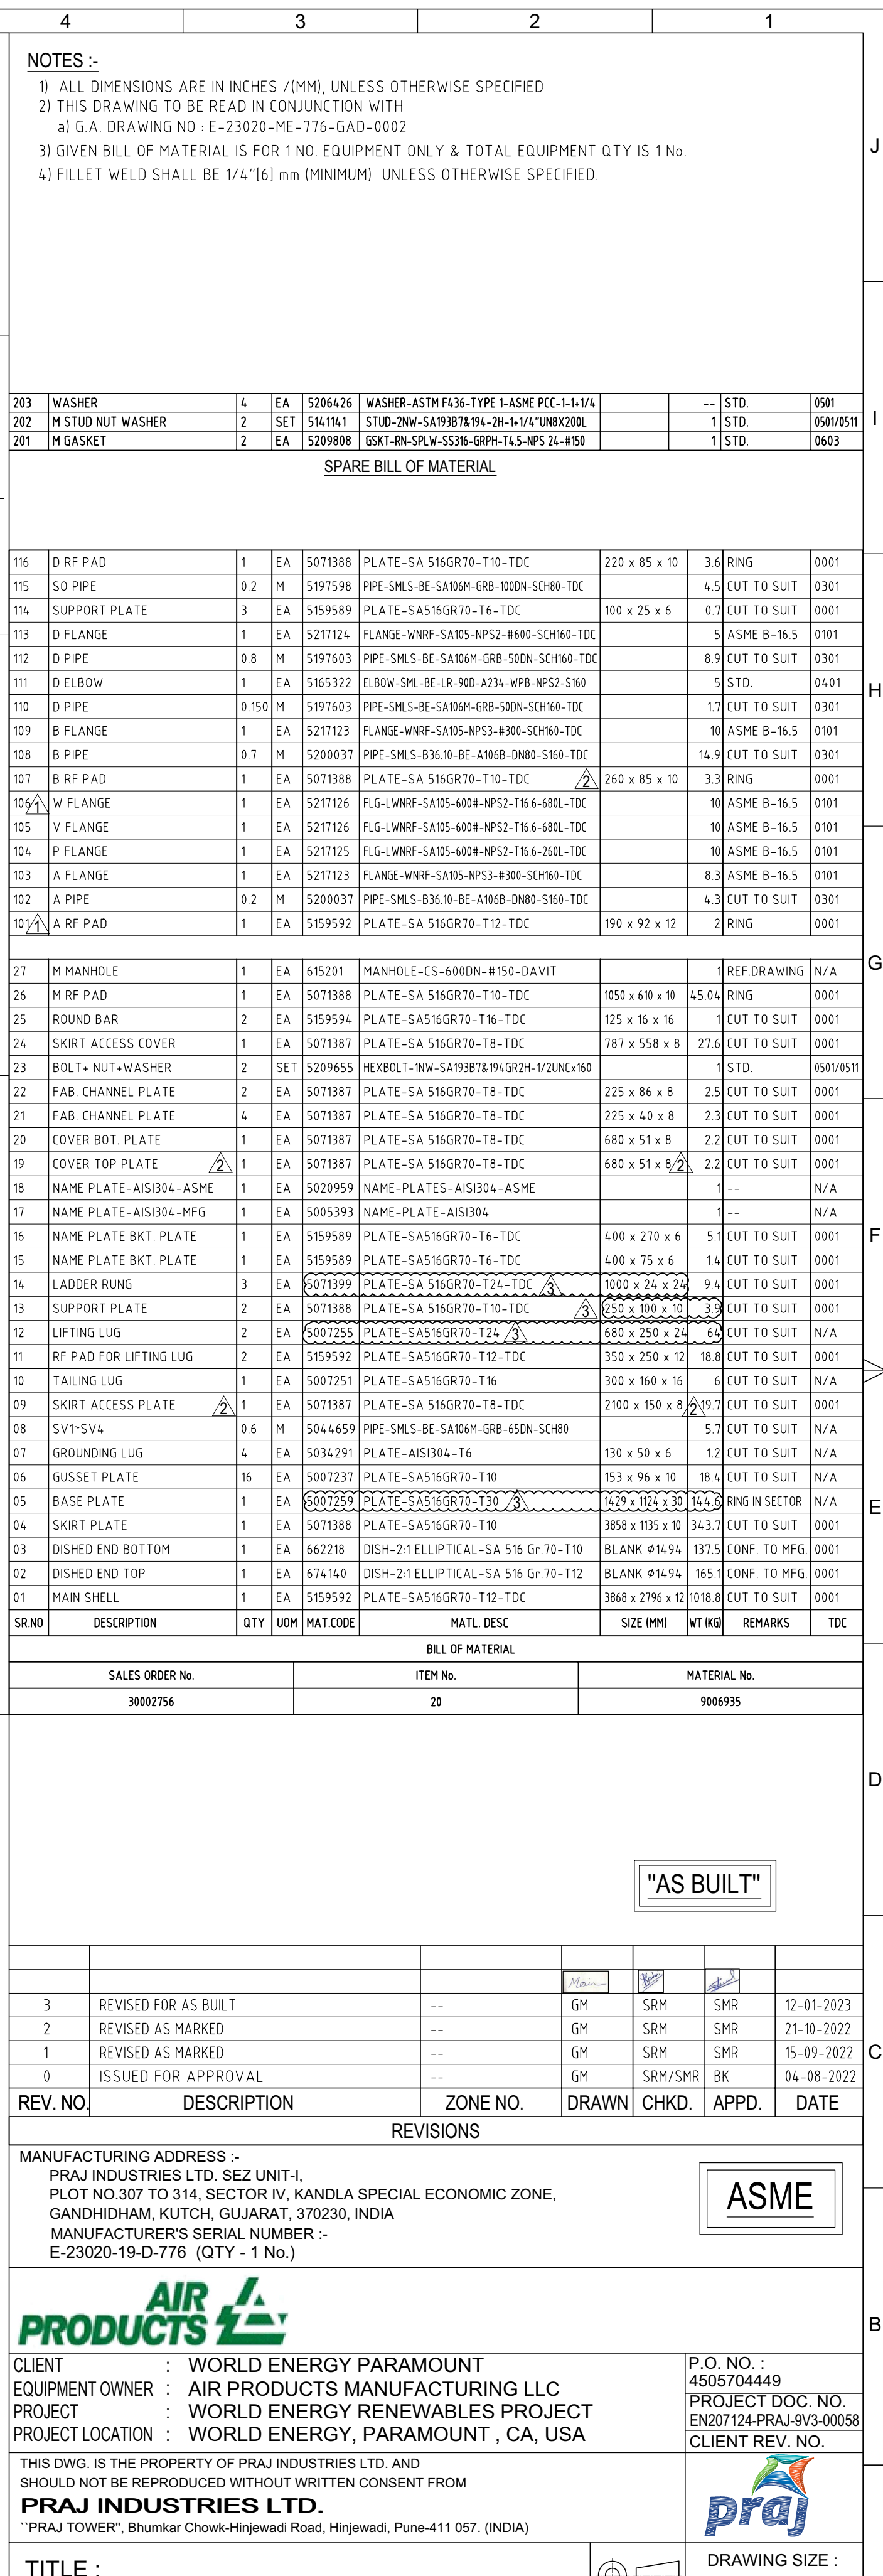 4 3 2 1
NOTES :-
1) ALL DIMENSIONS ARE IN INCHES /(MM), UNLESS OTHERWISE SPECIFIED
2) THIS DRAWING TO BE READ IN CONJUNCTION WITH
a) G.A. DRAWING NO : E-23020-ME-776-GAD-0002
3) GIVEN BILL OF MATERIAL IS FOR 1 NO. EQUIPMENT ONLY & TOTAL EQUIPMENT QTY IS 1 No.
J
4) FILLET WELD SHALL BE 1/4"[6] mm (MINIMUM) UNLESS OTHERWISE SPECIFIED.
203 WASHER 4 EA 5206426 WASHER-ASTM F436-TYPE 1-ASME PCC-1-1+1/4 -- STD. 0501
I
202 M STUD NUT WASHER 2 SET 5141141 STUD-2NW-SA193B7&194-2H-1+1/4"UN8X200L 1 STD. 0501/0511
201 M GASKET 2 EA 5209808 GSKT-RN-SPLW-SS316-GRPH-T4.5-NPS 24-#150 1 STD. 0603
SPARE BILL OF MATERIAL
116 D RF PAD 1 EA 5071388 PLATE-SA 516GR70-T10-TDC 220 x 85 x 10 3.6 RING 0001
115 SO PIPE 0.2 M 5197598 PIPE-SMLS-BE-SA106M-GRB-100DN-SCH80-TDC 4.5 CUT TO SUIT 0301
114 SUPPORT PLATE 3 EA 5159589 PLATE-SA516GR70-T6-TDC 100 x 25 x 6 0.7 CUT TO SUIT 0001
113 D FLANGE 1 EA 5217124 FLANGE-WNRF-SA105-NPS2-#600-SCH160-TDC 5 ASME B-16.5 0101
112 D PIPE 0.8 M 5197603 PIPE-SMLS-BE-SA106M-GRB-50DN-SCH160-TDC 8.9 CUT TO SUIT 0301
111 D ELBOW 1 EA 5165322 ELBOW-SML-BE-LR-90D-A234-WPB-NPS2-S160 5 STD. 0401
H
110 D PIPE 0.150 M 5197603 PIPE-SMLS-BE-SA106M-GRB-50DN-SCH160-TDC 1.7 CUT TO SUIT 0301
109 B FLANGE 1 EA 5217123 FLANGE-WNRF-SA105-NPS3-#300-SCH160-TDC 10 ASME B-16.5 0101
108 B PIPE 0.7 M 5200037 PIPE-SMLS-B36.10-BE-A106B-DN80-S160-TDC 14.9 CUT TO SUIT 0301
107 B RF PAD 1 EA 5071388 PLATE-SA 516GR70-T10-TDC 2 260 x 85 x 10 3.3 RING 0001
106 1 W FLANGE 1 EA 5217126 FLG-LWNRF-SA105-600#-NPS2-T16.6-680L-TDC 10 ASME B-16.5 0101
105 V FLANGE 1 EA 5217126 FLG-LWNRF-SA105-600#-NPS2-T16.6-680L-TDC 10 ASME B-16.5 0101
104 P FLANGE 1 EA 5217125 FLG-LWNRF-SA105-600#-NPS2-T16.6-260L-TDC 10 ASME B-16.5 0101
103 A FLANGE 1 EA 5217123 FLANGE-WNRF-SA105-NPS3-#300-SCH160-TDC 8.3 ASME B-16.5 0101
102 A PIPE 0.2 M 5200037 PIPE-SMLS-B36.10-BE-A106B-DN80-S160-TDC 4.3 CUT TO SUIT 0301
101 1 A RF PAD 1 EA 5159592 PLATE-SA 516GR70-T12-TDC 190 x 92 x 12 2 RING 0001
G
27 M MANHOLE 1 EA 615201 MANHOLE-CS-600DN-#150-DAVIT 1 REF.DRAWING N/A
26 M RF PAD 1 EA 5071388 PLATE-SA 516GR70-T10-TDC 1050 x 610 x 10 45.04 RING 0001
25 ROUND BAR 2 EA 5159594 PLATE-SA516GR70-T16-TDC 125 x 16 x 16 1 CUT TO SUIT 0001
24 SKIRT ACCESS COVER 1 EA 5071387 PLATE-SA 516GR70-T8-TDC 787 x 558 x 8 27.6 CUT TO SUIT 0001
23 BOLT+ NUT+WASHER 2 SET 5209655 HEXBOLT-1NW-SA193B7&194GR2H-1/2UNCx160 1 STD. 0501/0511
22 FAB. CHANNEL PLATE 2 EA 5071387 PLATE-SA 516GR70-T8-TDC 225 x 86 x 8 2.5 CUT TO SUIT 0001
21 FAB. CHANNEL PLATE 4 EA 5071387 PLATE-SA 516GR70-T8-TDC 225 x 40 x 8 2.3 CUT TO SUIT 0001
20 COVER BOT. PLATE 1 EA 5071387 PLATE-SA 516GR70-T8-TDC 680 x 51 x 8 2.2 CUT TO SUIT 0001
19 COVER TOP PLATE 2 1 EA 5071387 PLATE-SA 516GR70-T8-TDC 680 x 51 x 8 2 2.2 CUT TO SUIT 0001
18 NAME PLATE-AISI304-ASME 1 EA 5020959 NAME-PLATES-AISI304-ASME 1 -- N/A
17 NAME PLATE-AISI304-MFG 1 EA 5005393 NAME-PLATE-AISI304 1 -- N/A
16 NAME PLATE BKT. PLATE 1 EA 5159589 PLATE-SA516GR70-T6-TDC 400 x 270 x 6 5.1 CUT TO SUIT 0001
F
15 NAME PLATE BKT. PLATE 1 EA 5159589 PLATE-SA516GR70-T6-TDC 400 x 75 x 6 1.4 CUT TO SUIT 0001
14 LADDER RUNG 3 EA 5071399 PLATE-SA 516GR70-T24-TDC 3 1000 x 24 x 24 9.4 CUT TO SUIT 0001
13 SUPPORT PLATE 2 EA 5071388 PLATE-SA 516GR70-T10-TDC 3 250 x 100 x 10 3.9 CUT TO SUIT 0001
12 LIFTING LUG 2 EA 5007255 PLATE-SA516GR70-T24 3 680 x 250 x 24 64 CUT TO SUIT N/A
11 RF PAD FOR LIFTING LUG 2 EA 5159592 PLATE-SA516GR70-T12-TDC 350 x 250 x 12 18.8 CUT TO SUIT 0001
10 TAILING LUG 1 EA 5007251 PLATE-SA516GR70-T16 300 x 160 x 16 6 CUT TO SUIT N/A
09 SKIRT ACCESS PLATE 2 1 EA 5071387 PLATE-SA 516GR70-T8-TDC 2100 x 150 x 8 2 19.7 CUT TO SUIT 0001
08 SV1~SV4 0.6 M 5044659 PIPE-SMLS-BE-SA106M-GRB-65DN-SCH80 5.7 CUT TO SUIT N/A
07 GROUNDING LUG 4 EA 5034291 PLATE-AISI304-T6 130 x 50 x 6 1.2 CUT TO SUIT N/A
06 GUSSET PLATE 16 EA 5007237 PLATE-SA516GR70-T10 153 x 96 x 10 18.4 CUT TO SUIT N/A
05 BASE PLATE 1 EA 5007259 PLATE-SA516GR70-T30 3 1429 x 1124 x 30 144.6 RING IN SECTOR N/A
E
04 SKIRT PLATE 1 EA 5071388 PLATE-SA516GR70-T10 3858 x 1135 x 10 343.7 CUT TO SUIT 0001
03 DISHED END BOTTOM 1 EA 662218 DISH-2:1 ELLIPTICAL-SA 516 Gr.70-T10 BLANK Ø1494 137.5 CONF. TO MFG. 0001
02 DISHED END TOP 1 EA 674140 DISH-2:1 ELLIPTICAL-SA 516 Gr.70-T12 BLANK Ø1494 165.1 CONF. TO MFG. 0001
01 MAIN SHELL 1 EA 5159592 PLATE-SA516GR70-T12-TDC 3868 x 2796 x 12 1018.8 CUT TO SUIT 0001
SR.NO DESCRIPTION QTY UOM MAT.CODE MATL. DESC SIZE (MM) WT (KG) REMARKS TDC
BILL OF MATERIAL
SALES ORDER No. ITEM No. MATERIAL No.
30002756 20 9006935
D
"AS BUILT"
3 REVISED FOR AS BUILT -- GM SRM SMR 12-01-2023
2 REVISED AS MARKED -- GM SRM SMR 21-10-2022
1 REVISED AS MARKED -- GM SRM SMR 15-09-2022
C
0 ISSUED FOR APPROVAL -- GM SRM/SMR BK 04-08-2022
REV. NO. DESCRIPTION ZONE NO. DRAWN CHKD. APPD. DATE
REVISIONS
MANUFACTURING ADDRESS :-
PRAJ INDUSTRIES LTD. SEZ UNIT-I,
PLOT NO.307 TO 314, SECTOR IV, KANDLA SPECIAL ECONOMIC ZONE,
GANDHIDHAM, KUTCH, GUJARAT, 370230, INDIA
MANUFACTURER'S SERIAL NUMBER :-
E-23020-19-D-776 (QTY - 1 No.)
ASME
AIR
PRODUCTS
B
CLIENT : WORLD ENERGY PARAMOUNT
EQUIPMENT OWNER : AIR PRODUCTS MANUFACTURING LLC
PROJECT : WORLD ENERGY RENEWABLES PROJECT
PROJECT LOCATION : WORLD ENERGY, PARAMOUNT , CA, USA
P.O. NO. :
4505704449
PROJECT DOC. NO.
EN207124-PRAJ-9V3-00058
CLIENT REV. NO.
THIS DWG. IS THE PROPERTY OF PRAJ INDUSTRIES LTD. AND
SHOULD NOT BE REPRODUCED WITHOUT WRITTEN CONSENT FROM
PRAJ INDUSTRIES LTD.
``PRAJ TOWER", Bhumkar Chowk-Hinjewadi Road, Hinjewadi, Pune-411 057. (INDIA)
praj
TITLE :
DRAWING SIZE :